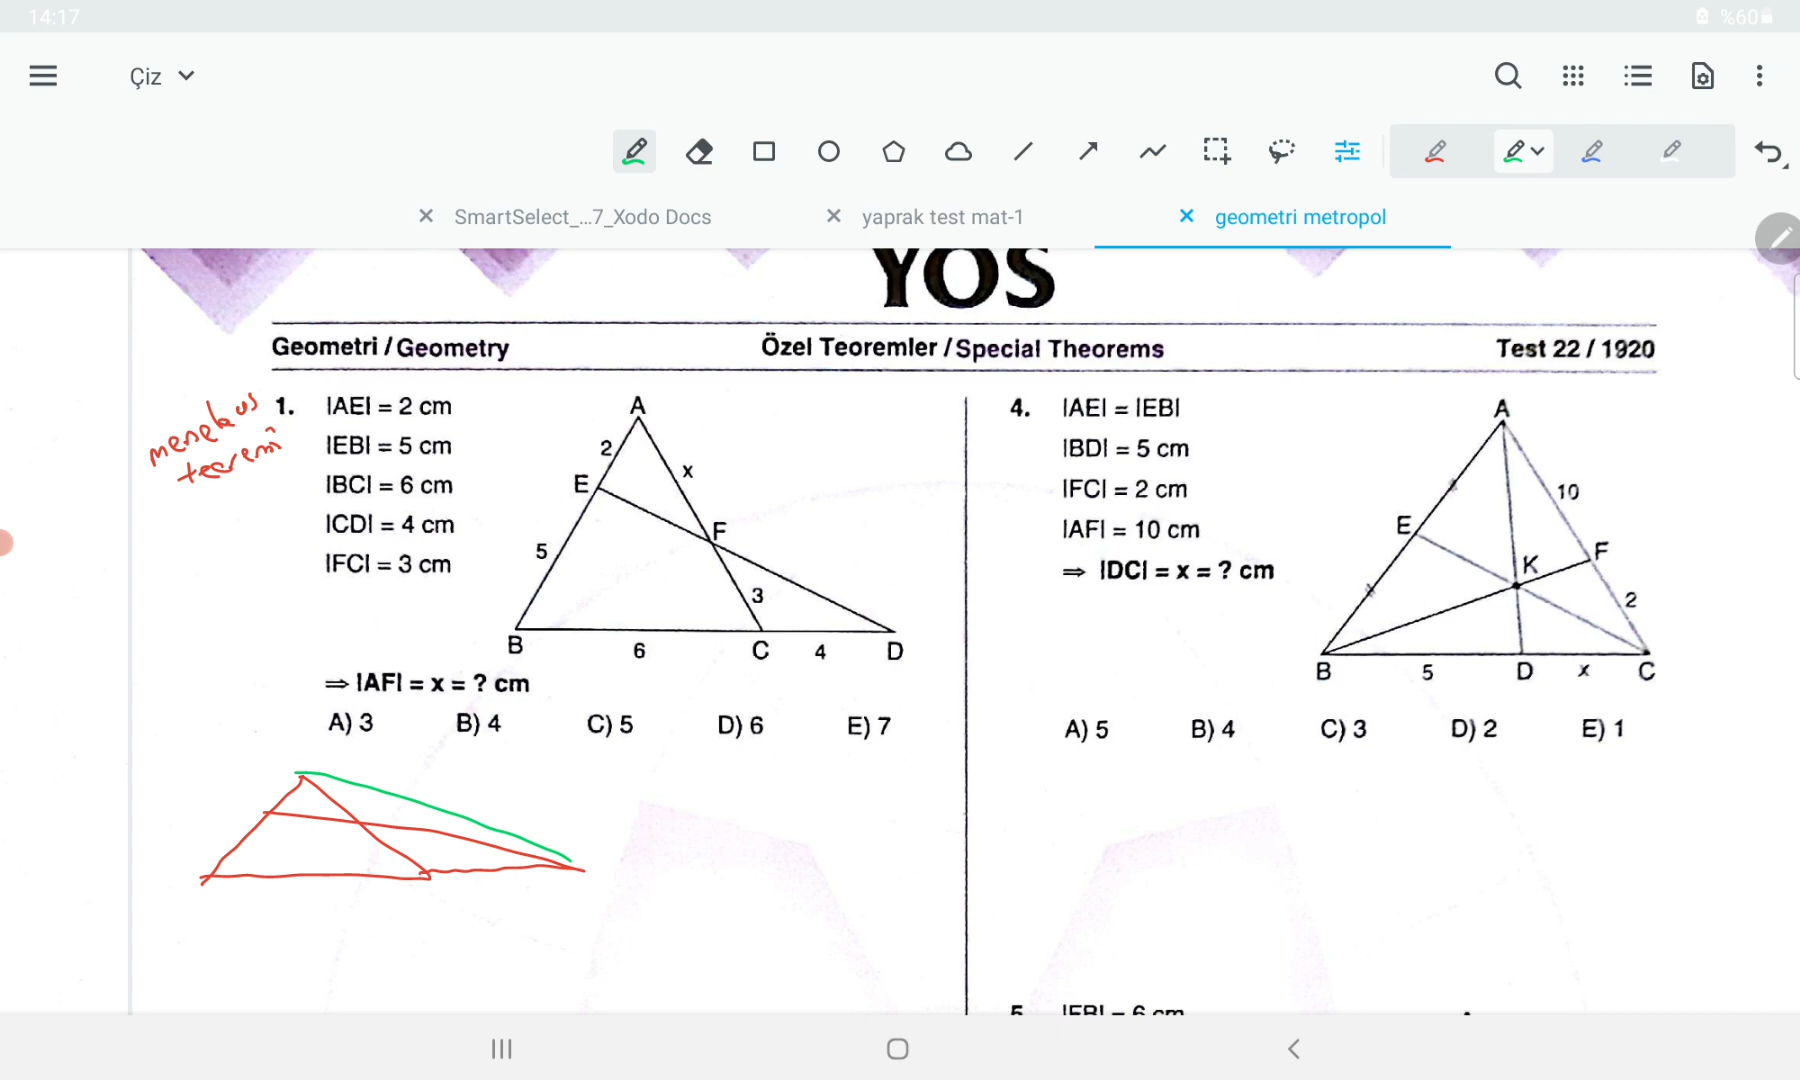 14:17
%60
Çiz
SmartSelect_...7_Xodo Docs
yaprak test mat-1
geometri metropol
YÖS
Geometri / Geometry
Özel Teoremler / Special Theorems
Test 22 / 1920
1.
|AE| = 2 cm
|EB| = 5 cm
|BC| = 6 cm
|CD| = 4 cm
|FC| = 3 cm
A
2
x
E
F
5
3
B
6
C
4
D
⇒ |AF| = x = ? cm
A) 3
B) 4
C) 5
D) 6
E) 7
4.
|AE| = |EB|
|BD| = 5 cm
|FC| = 2 cm
|AF| = 10 cm
⇒ |DC| = x = ? cm
A
10
E
F
K
2
B
5
D
x
C
A) 5
B) 4
C) 3
D) 2
E) 1